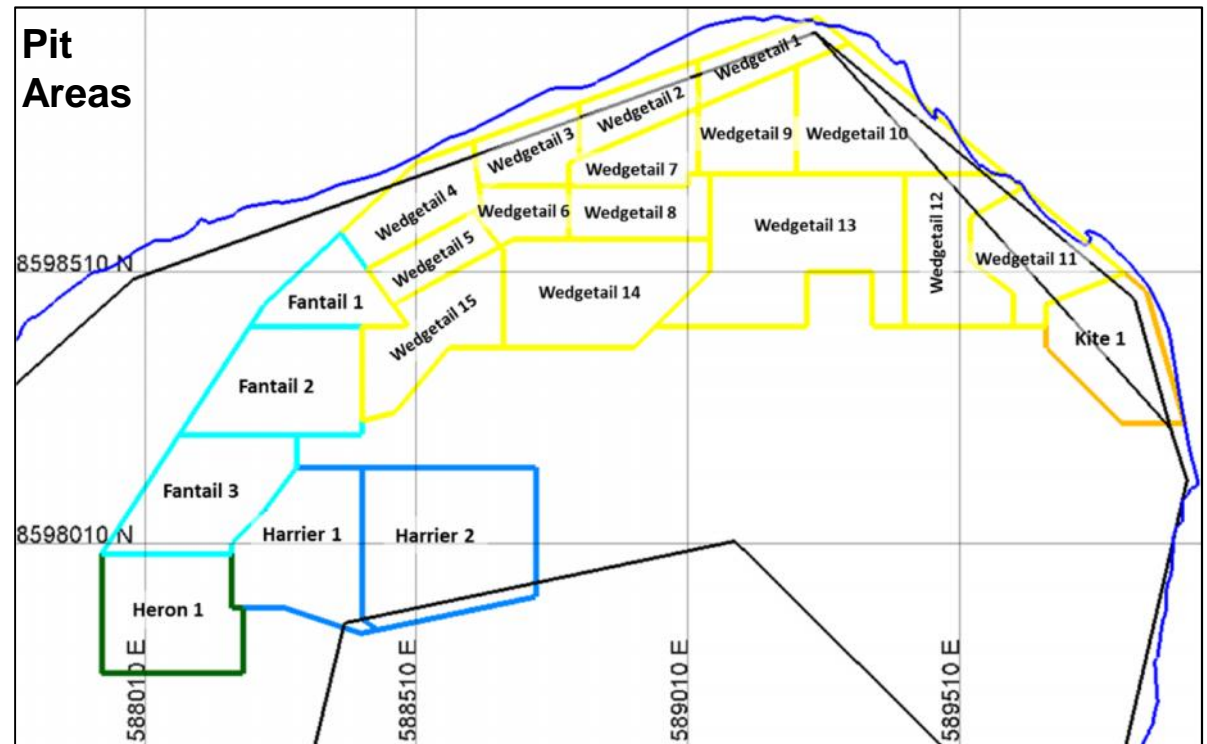 Pit
Areas
Wedgetail 1
Wedgetail 2
Wedgetail 3
Wedgetail 9
Wedgetail 10
Wedgetail 7
Wedgetail 4
Wedgetail 6
Wedgetail 8
Wedgetail 13
Wedgetail 12
Wedgetail 5
8598510 N
Wedgetail 11
Fantail 1
Wedgetail 14
Wedgetail 15
Kite 1
Fantail 2
Fantail 3
8598010 N
Harrier 1
Harrier 2
Heron 1
588010 E
588510 E
589010 E
589510 E